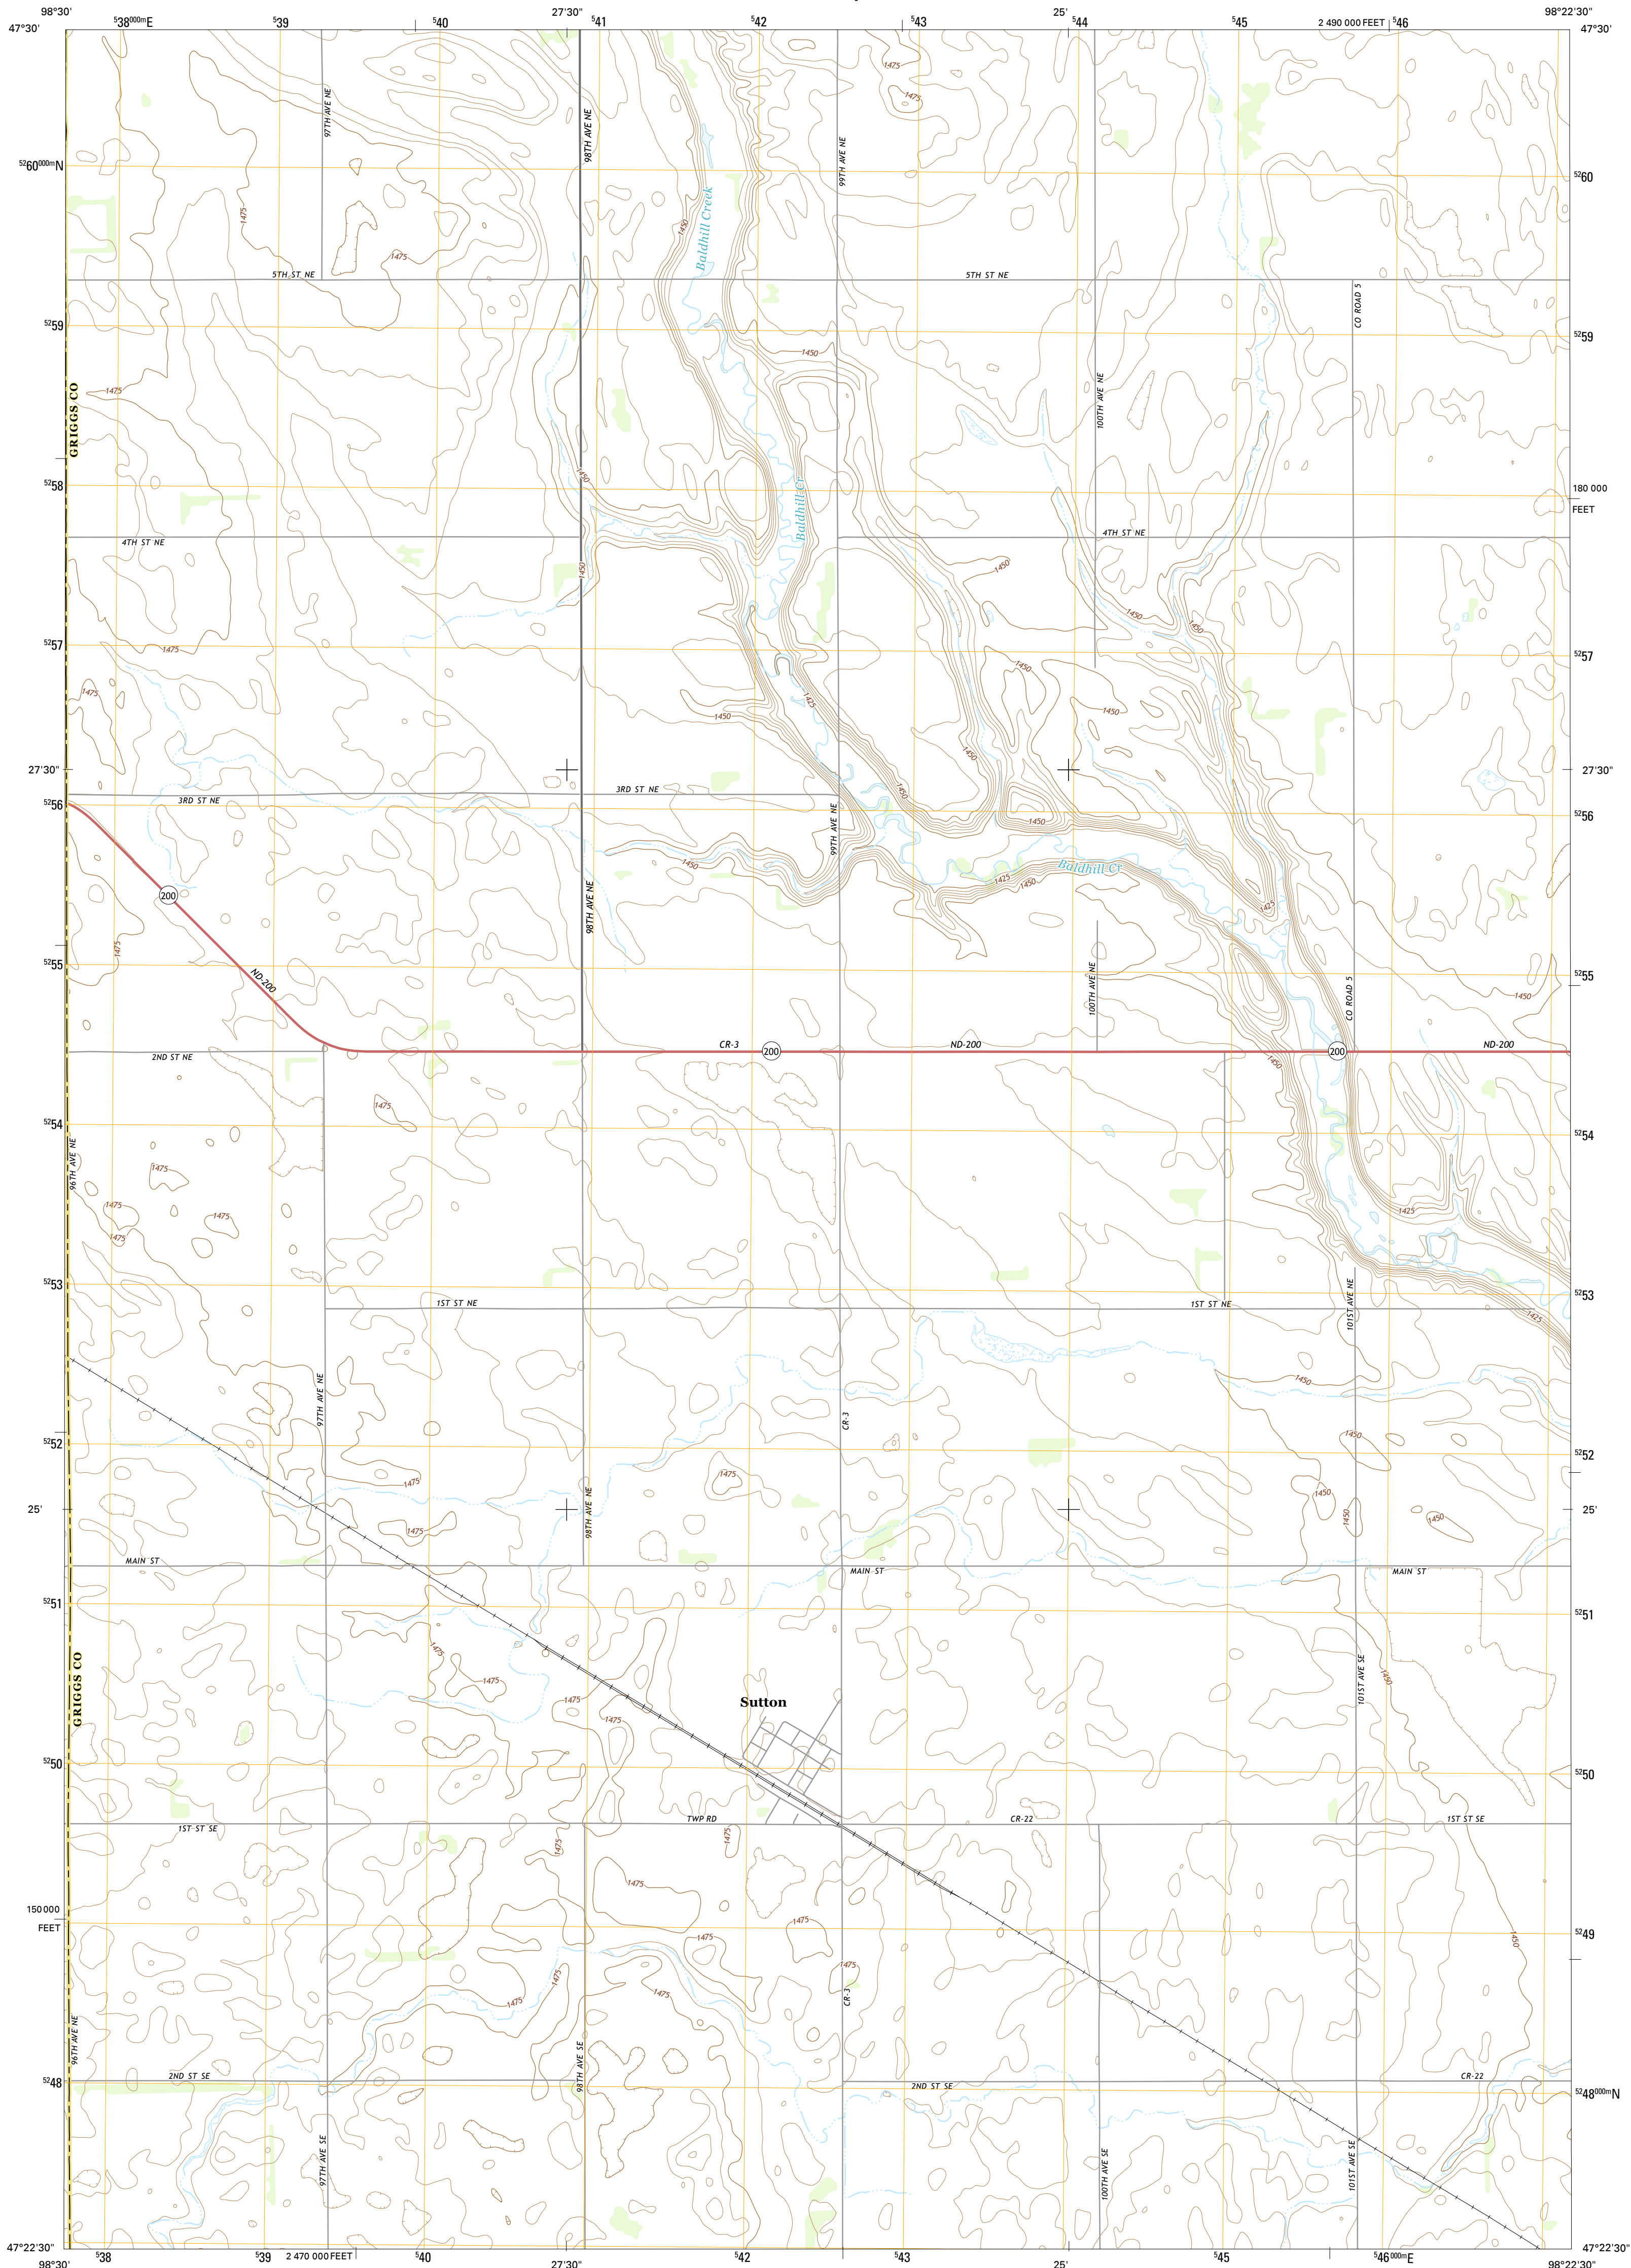 98°30'
⁵38⁰⁰⁰ᵐE
⁵39
⁵40
27'30"
⁵41
⁵42
⁵43
25'
⁵44
⁵45
2 490 000 FEET
⁵46
98°22'30"
47°30'
47°30'
1475
1475
97TH AVE NE
98TH AVE NE
99TH AVE NE
⁵²60⁰⁰⁰ᵐN
⁵²60
1475
1450
Baldhill Creek
1475
5TH ST NE
5TH ST NE
CO ROAD 5
⁵²59
⁵²59
1450
1475
GRIGGS CO
100TH AVE NE
1450
⁵²58
180 000
FEET
Baldhill Cr
4TH ST NE
4TH ST NE
1450
1450
1450
1450
⁵²57
⁵²57
1475
1450
1475
1425
1450
1450
1450
27'30"
27'30"
3RD ST NE
3RD ST NE
1450
⁵²56
⁵²56
99TH AVE NE
1450
1450
Baldhill Cr
200
1425
1450
1425
98TH AVE NE
1475
⁵²55
⁵²55
ND-200
100TH AVE NE
CO ROAD 5
1450
2ND ST NE
CR-3
200
ND-200
200
ND-200
1450
1475
⁵²54
⁵²54
96TH AVE NE
1475
1475
1475
1475
1425
⁵²53
⁵²53
1ST ST NE
1ST ST NE
101ST AVE NE
1425
1450
97TH AVE NE
CR-3
1450
⁵²52
⁵²52
1475
1475
25'
25'
98TH AVE NE
1475
1450
1450
1450
MAIN ST
MAIN ST
MAIN ST
⁵²51
⁵²51
1475
1475
1450
101ST AVE SE
GRIGGS CO
1475
Sutton
1475
⁵²50
⁵²50
1ST ST SE
TWP RD
CR-22
1ST ST SE
1475
1475
1475
150 000
FEET
1475
⁵²49
1475
1450
1475
1475
1475
1475
CR-3
96TH AVE NE
98TH AVE SE
2ND ST SE
2ND ST SE
CR-22
⁵²48
⁵²48⁰⁰⁰ᵐN
97TH AVE SE
100TH AVE SE
101ST AVE SE
47°22'30"
47°22'30"
98°30'
⁵38
⁵39
2 470 000 FEET
⁵40
27'30"
⁵42
⁵43
25'
⁵45
⁵46⁰⁰⁰ᵐE
98°22'30"